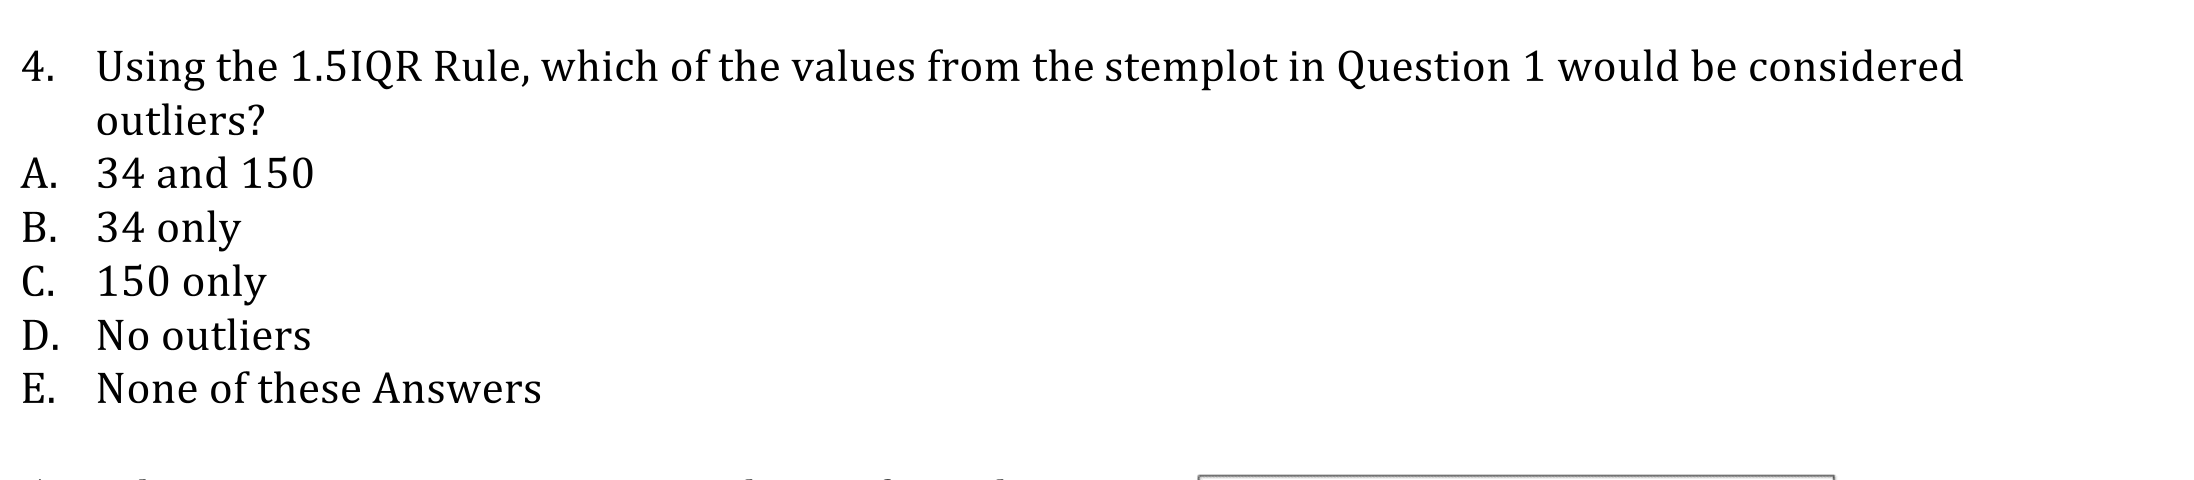 4. Using the 1.5IQR Rule, which of the values from the stemplot in Question 1 would be considered
outliers?
A. 34 and 150
B. 34 only
C. 150 only
D. No outliers
E. None of these Answers